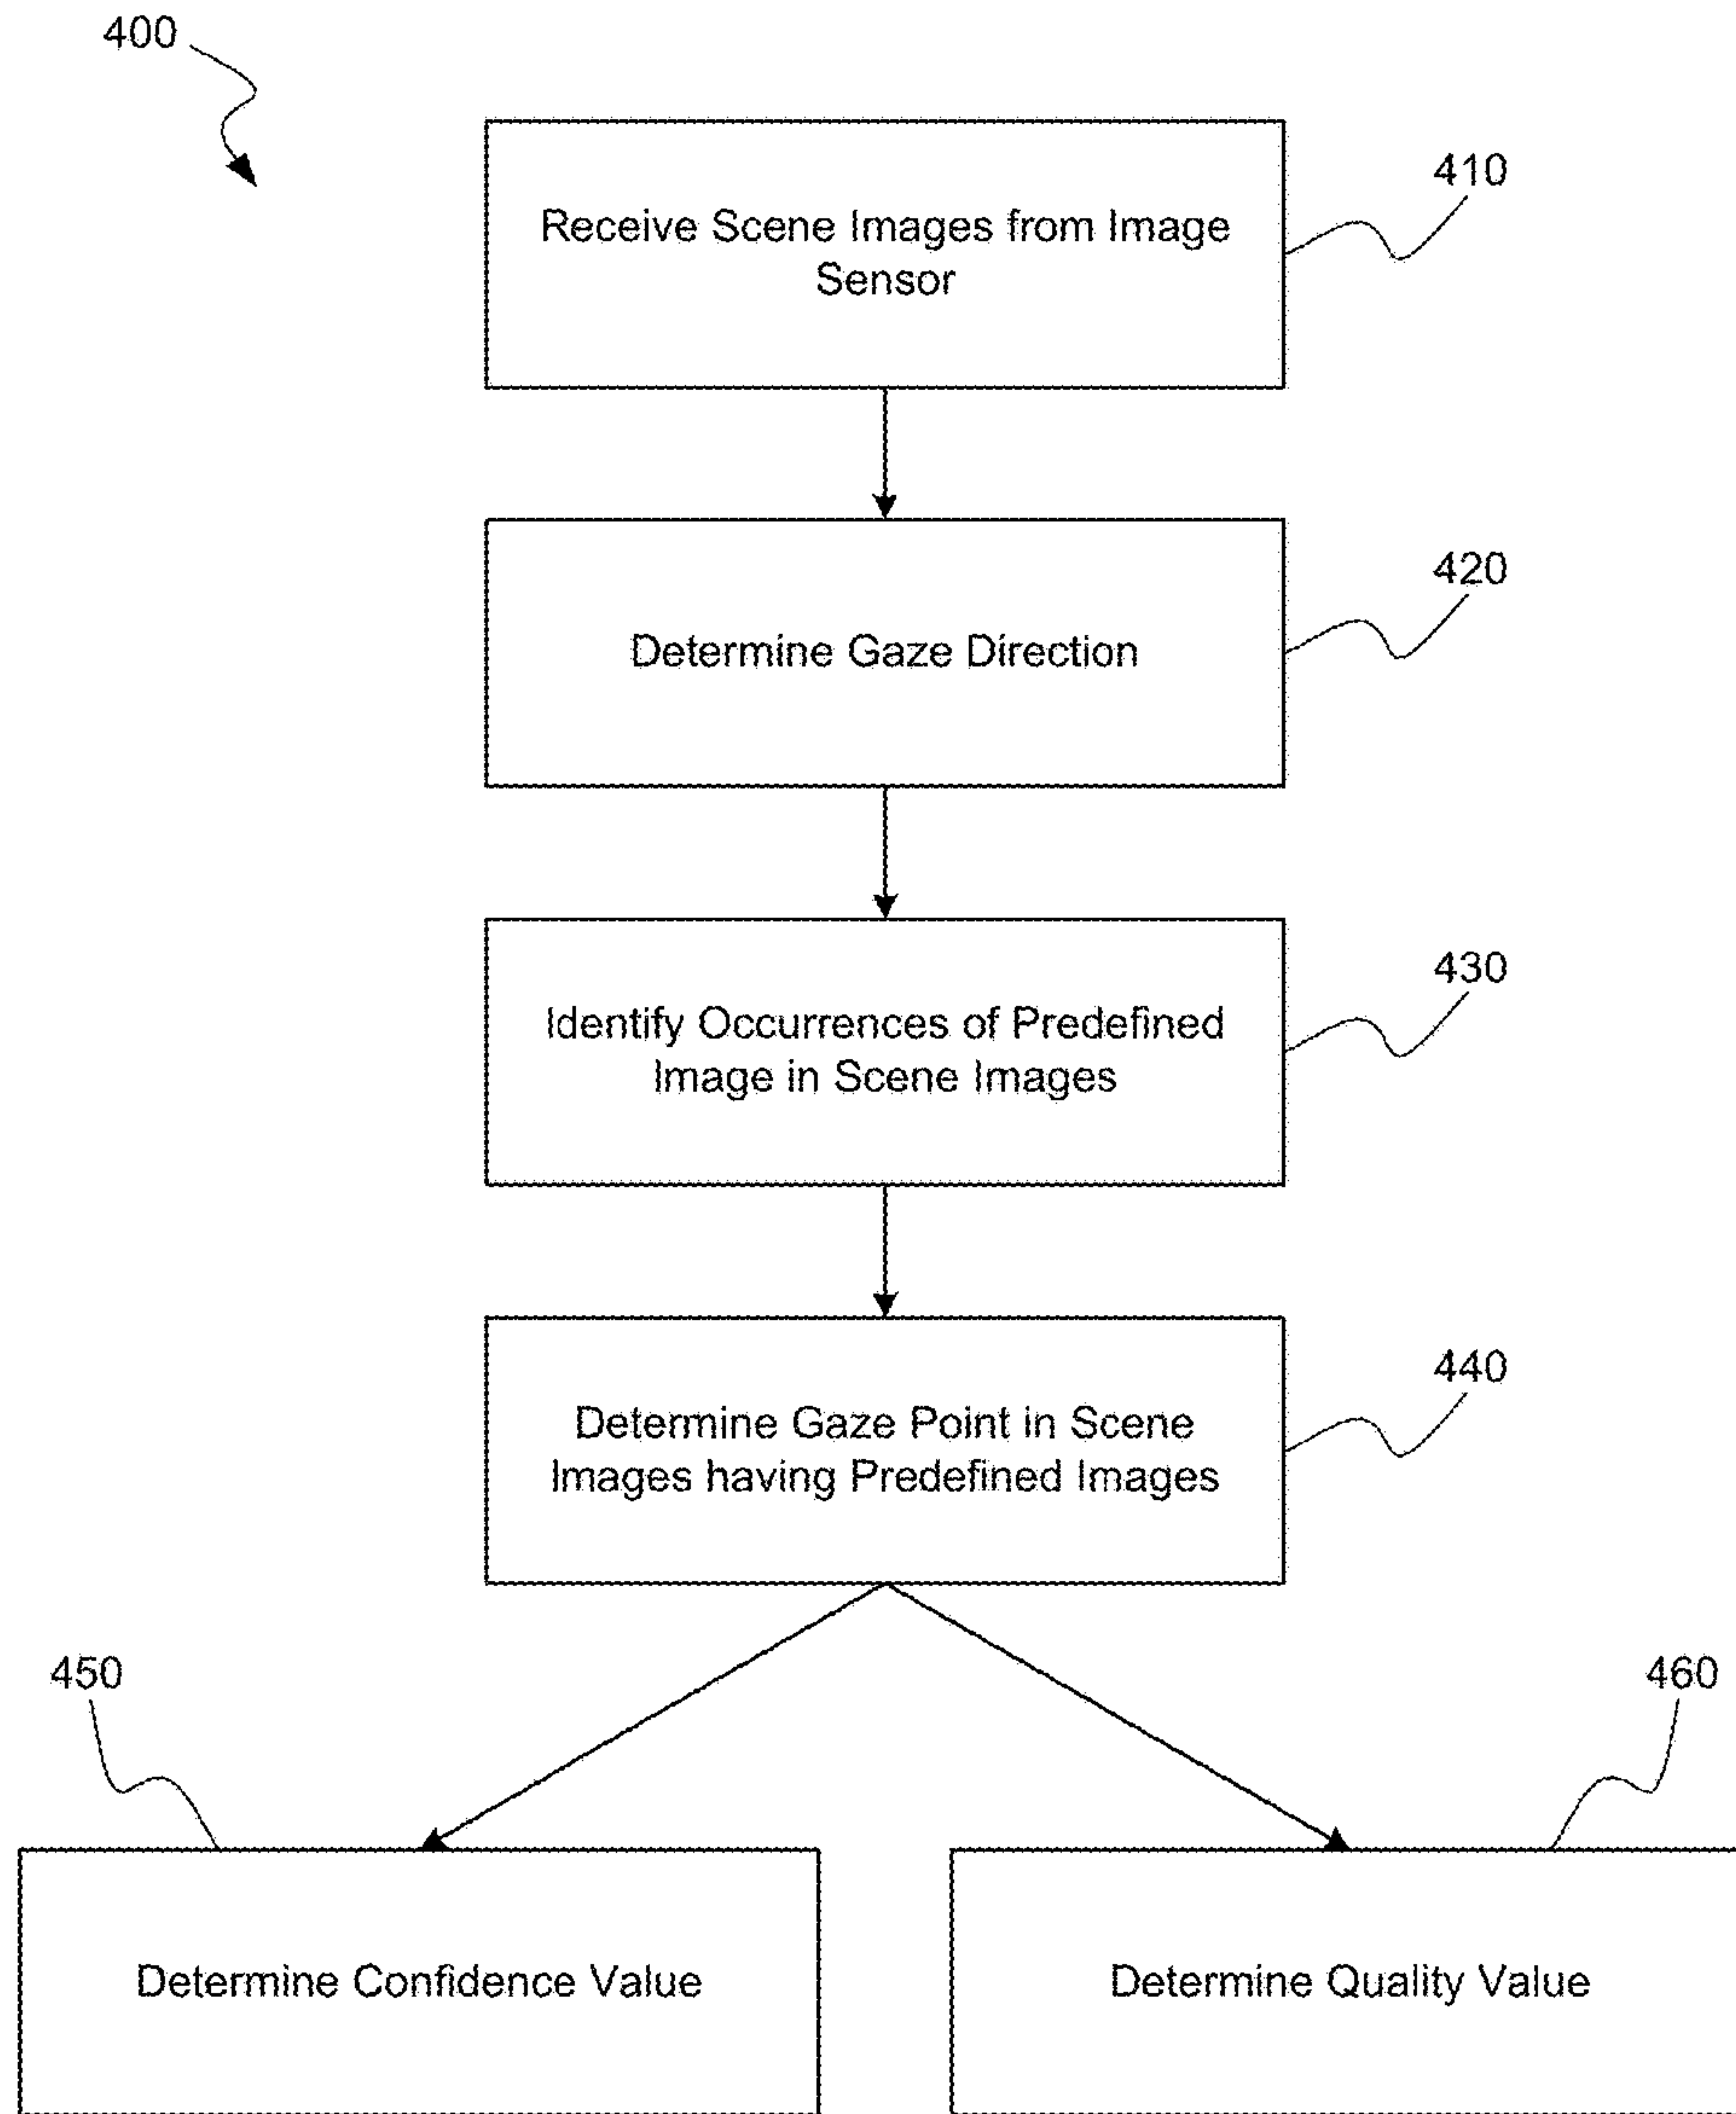 400
410
Receive Scene Images from Image
Sensor
420
Determine Gaze Direction
430
Identify Occurrences of Predefined
Image in Scene Images
440
Determine Gaze Point in Scene
Images having Predefined Images
450
460
Determine Confidence Value
Determine Quality Value